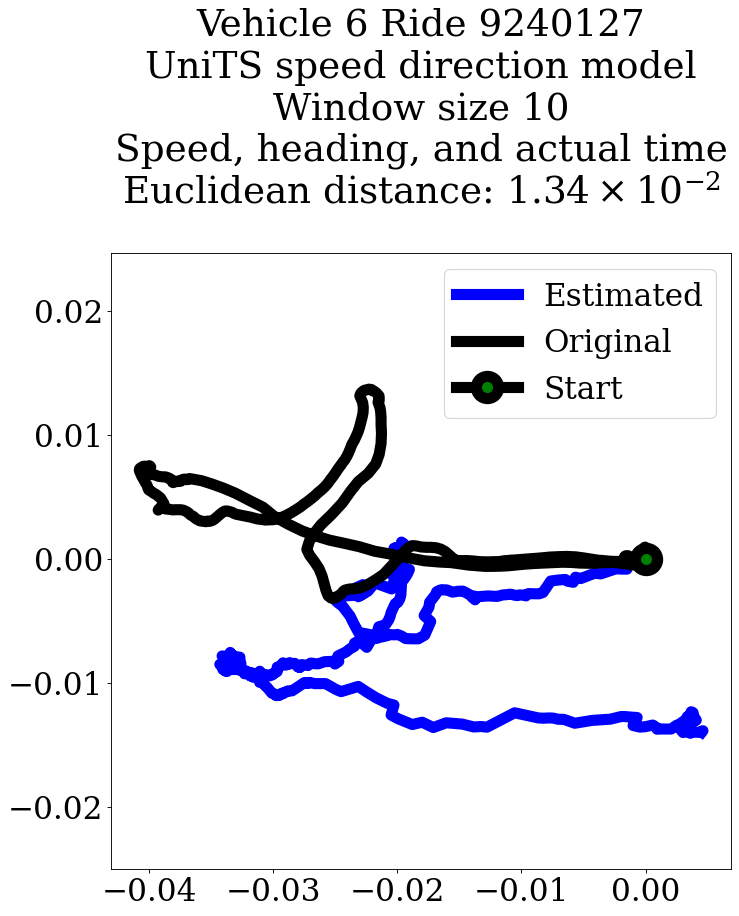 Vehicle 6 Ride 9240127
UniTS speed direction model
Window size 10
Speed, heading, and actual time
Euclidean distance: 1.34 × 10⁻²
Estimated
Original
Start
0.02
0.01
0.00
−0.01
−0.02
−0.04 −0.03 −0.02 −0.01 0.00